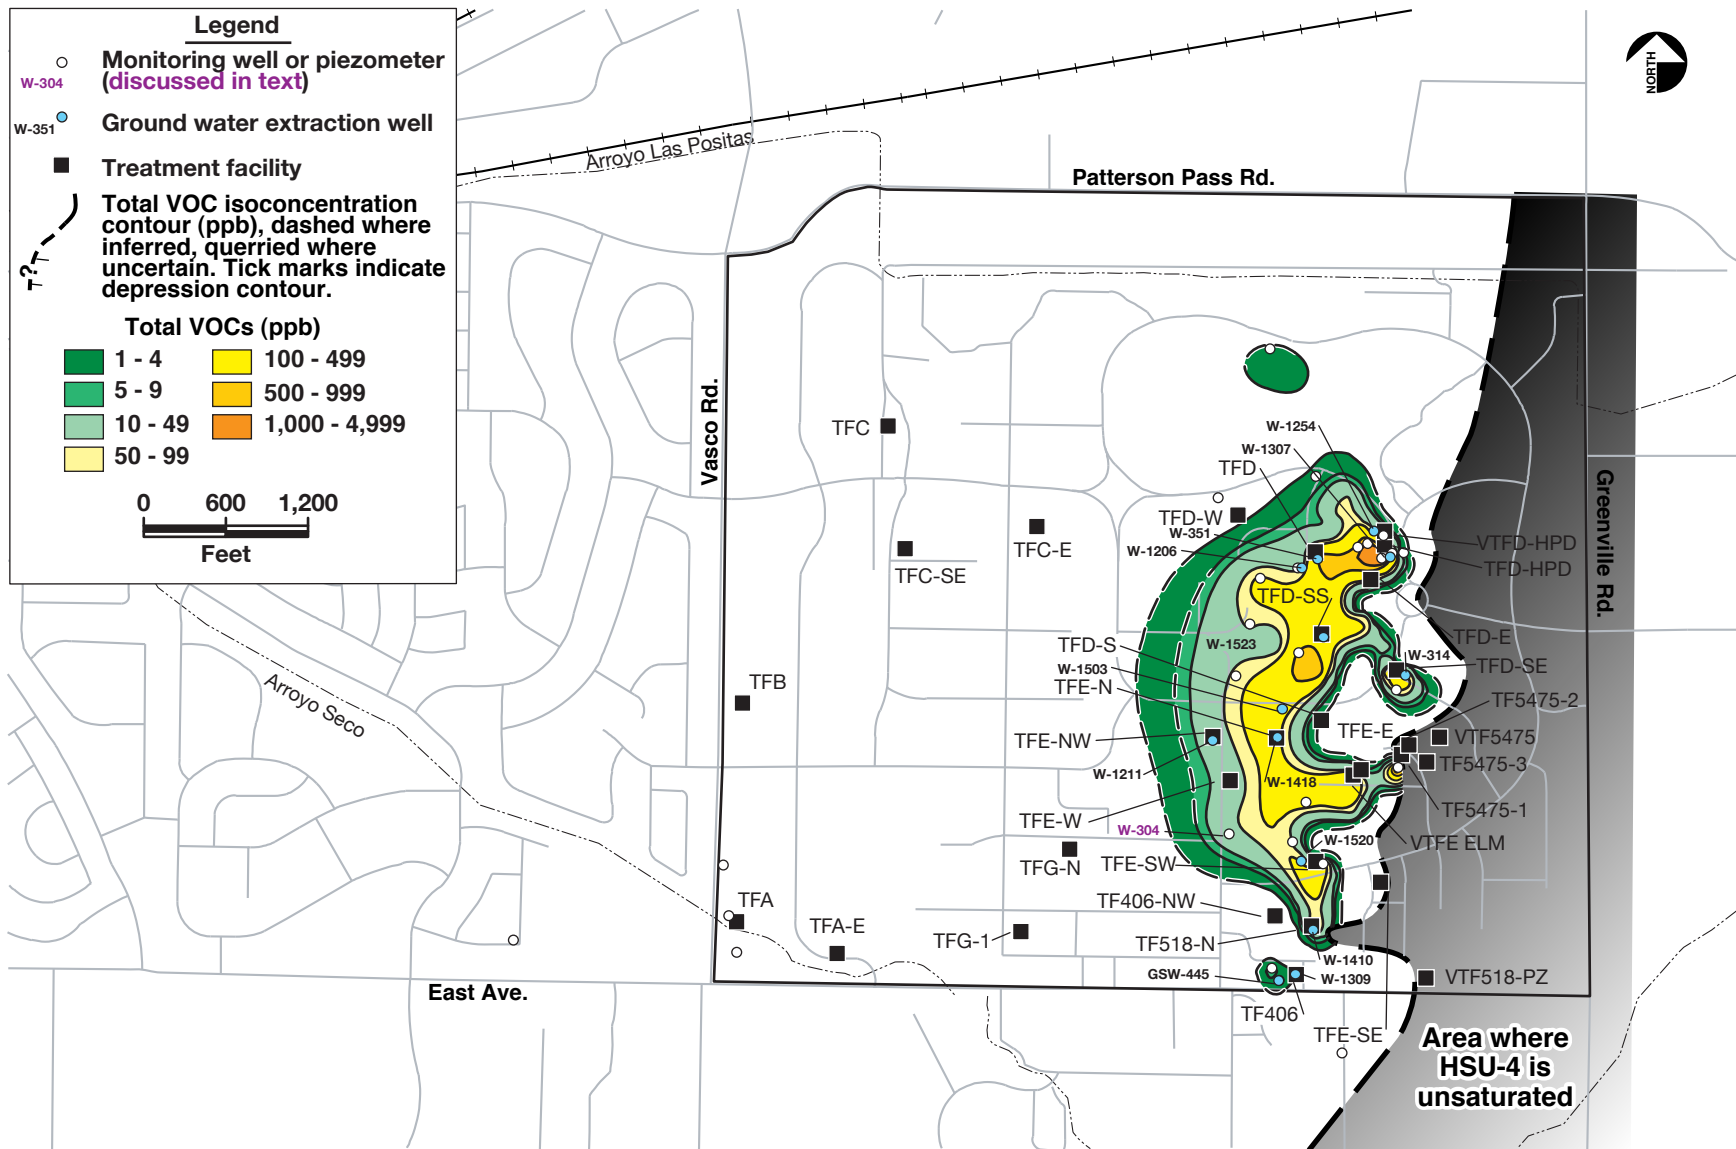 Legend
Monitoring well or piezometer
W-304
(discussed in text)
W-351
Ground water extraction well
Treatment facility
Total VOC isoconcentration
contour (ppb), dashed where
inferred, querried where
uncertain. Tick marks indicate
depression contour.
?
Total VOCs (ppb)
1 - 4
100 - 499
5 - 9
500 - 999
10 - 49
1,000 - 4,999
50 - 99
0 600 1,200
Feet
NORTH
Arroyo Las Positas
Patterson Pass Rd.
Vasco Rd.
Greenville Rd.
East Ave.
Arroyo Seco
W-1254
W-1307
TFD
TFC
TFD-W
W-351
W-1206
TFC-E
TFC-SE
VTFD-HPD
TFD-HPD
TFD-SS
TFD-E
TFD-S
W-1523
W-314
W-1503
TFD-SE
TFE-N
TFB
TF5475-2
TFE-E
TFE-NW
VTF5475
W-1211
W-1418
TF5475-3
TFE-W
TF5475-1
W-304
W-1520
VTFE ELM
TFG-N
TFE-SW
TF406-NW
TFA
TFA-E
TFG-1
TF518-N
W-1410
GSW-445
W-1309
VTF518-PZ
TF406
TFE-SE
Area where
HSU-4 is
unsaturated